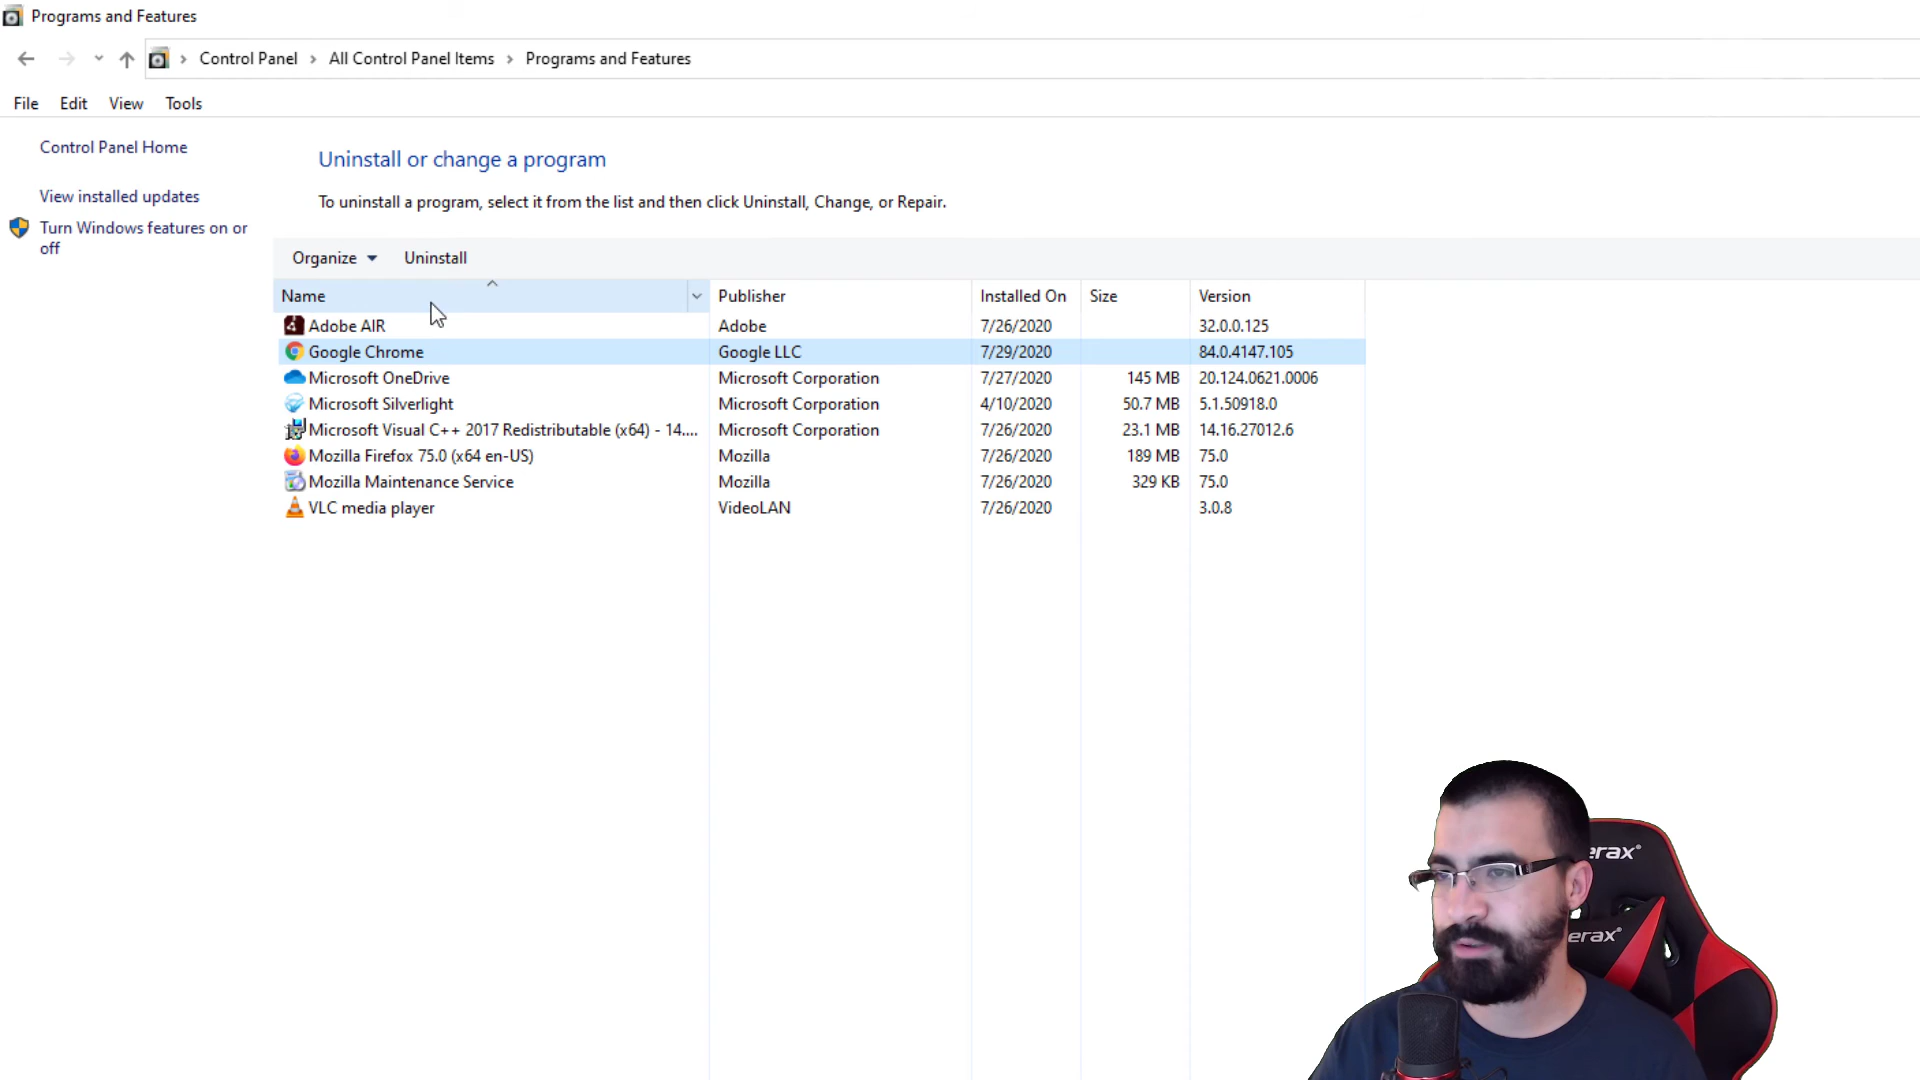 Programs and Features
Control Panel > All Control Panel Items > Programs and Features
File Edit View Tools
Control Panel Home
View installed updates
Turn Windows features on or
off
Uninstall or change a program
To uninstall a program, select it from the list and then click Uninstall, Change, or Repair.
Organize Uninstall
Name Publisher Installed On Size Version
Adobe AIR Adobe 7/26/2020 32.0.0.125
Google Chrome Google LLC 7/29/2020 84.0.4147.105
Microsoft OneDrive Microsoft Corporation 7/27/2020 145 MB 20.124.0621.0006
Microsoft Silverlight Microsoft Corporation 4/10/2020 50.7 MB 5.1.50918.0
Microsoft Visual C++ 2017 Redistributable (x64) - 14.... Microsoft Corporation 7/26/2020 23.1 MB 14.16.27012.6
Mozilla Firefox 75.0 (x64 en-US) Mozilla 7/26/2020 189 MB 75.0
Mozilla Maintenance Service Mozilla 7/26/2020 329 KB 75.0
VLC media player VideoLAN 7/26/2020 3.0.8
erax®
erax®